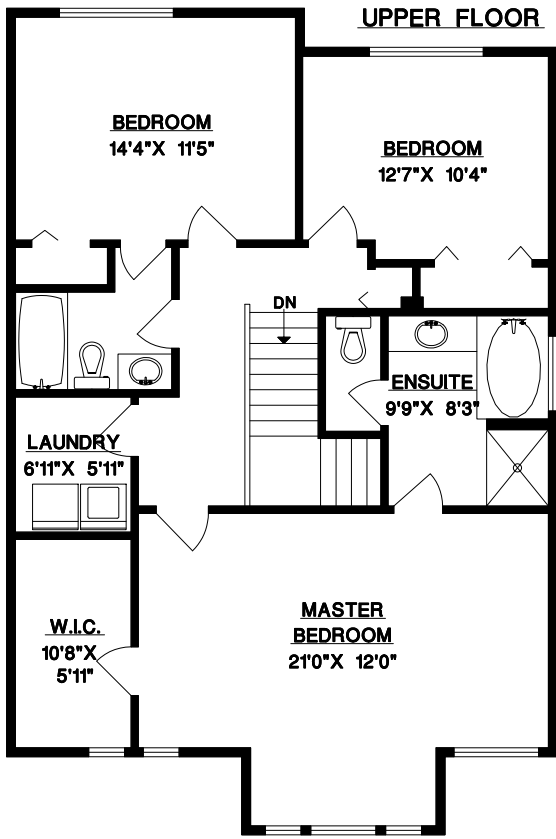 UPPER FLOOR
BEDROOM
14'4"X 11'5"
BEDROOM
12'7"X 10'4"
DN
ENSUITE
9'9"X 8'3"
LAUNDRY
6'11"X 5'11"
W.I.C.
10'8"X
5'11"
MASTER
BEDROOM
21'0"X 12'0"